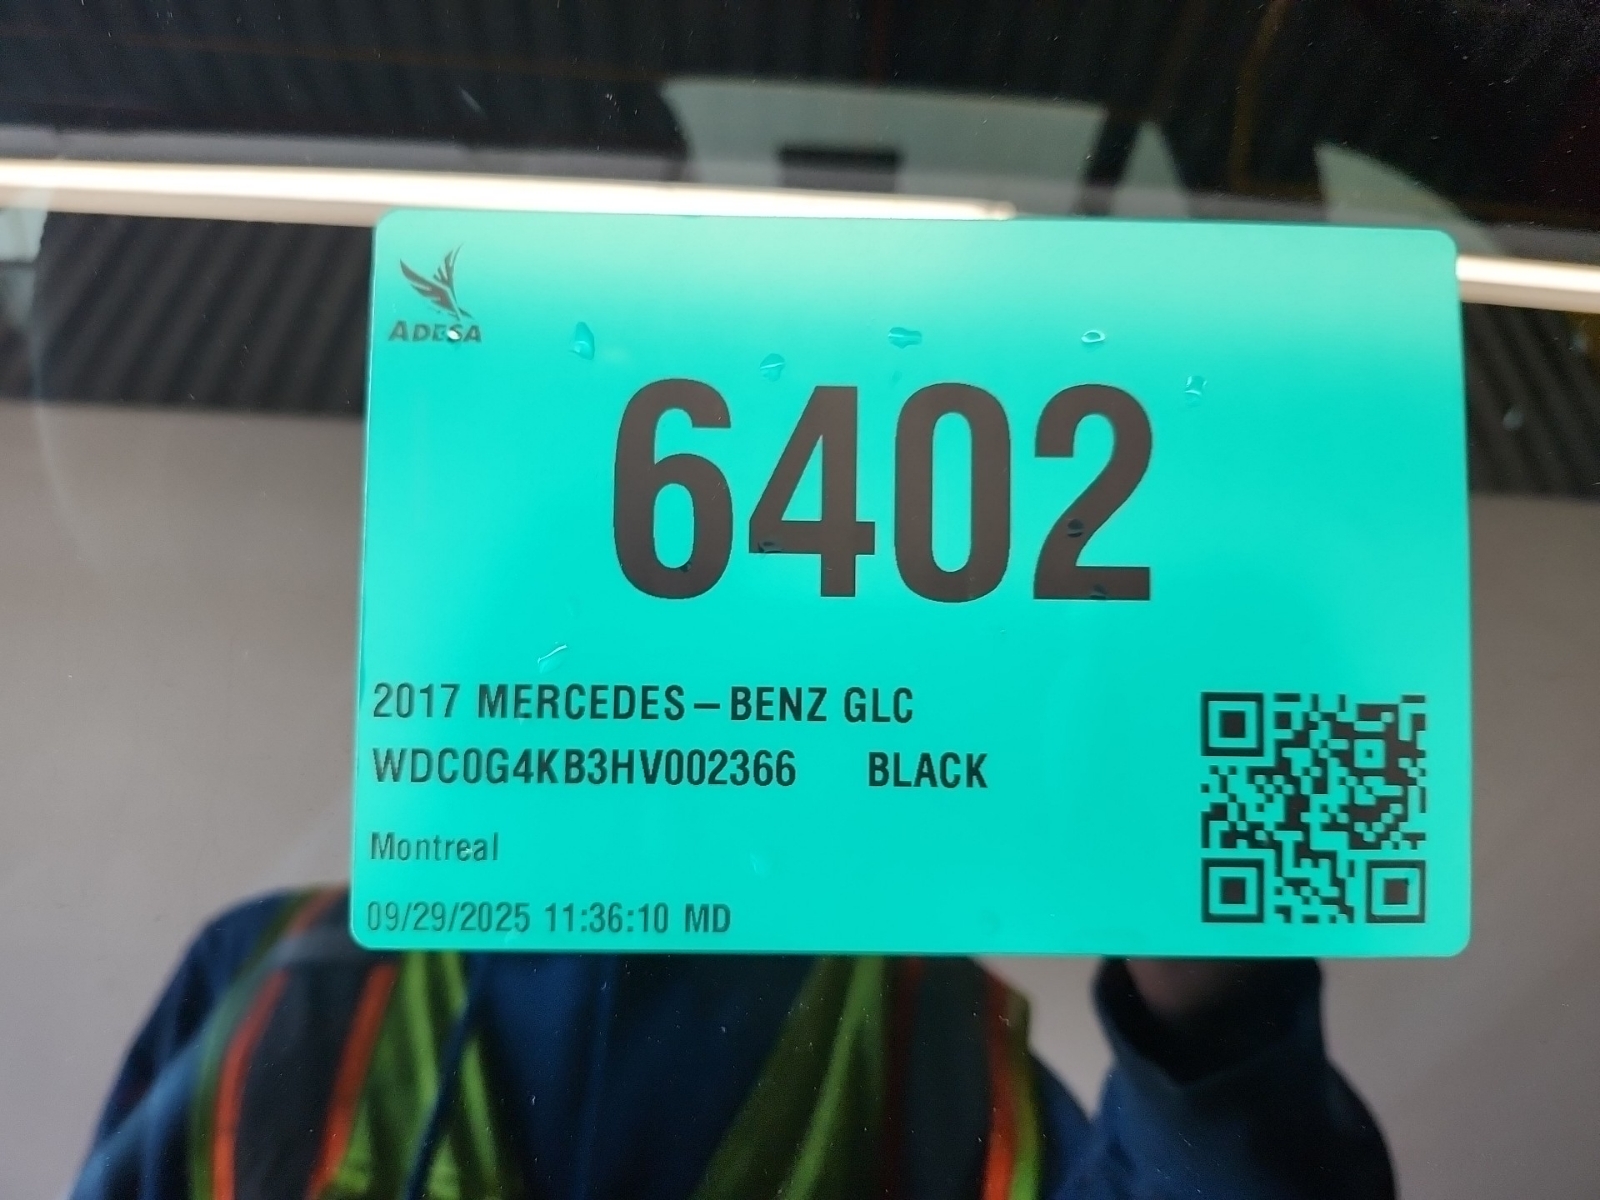 ADESA
6402
2017 MERCEDES-BENZ GLC
WDC0G4KB3HV002366 BLACK
Montreal
09/29/2025 11:36:10 MD